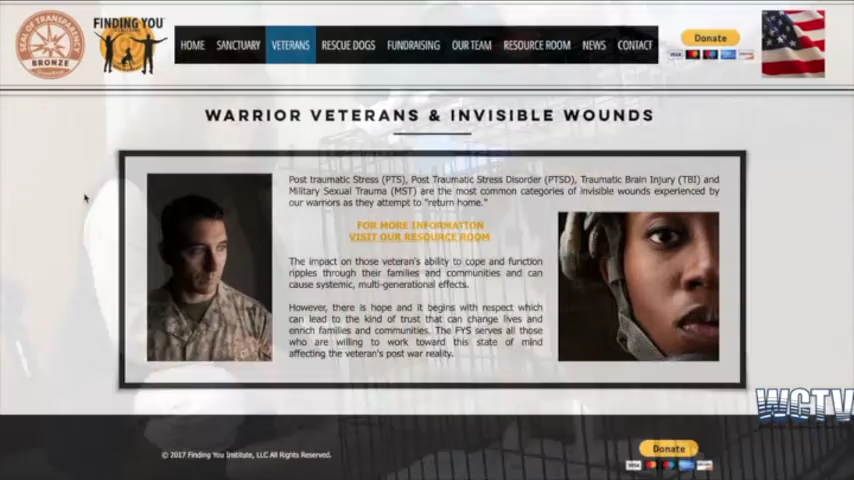 SEAL OF TRANSPARENCY
BRONZE
FINDING YOU
HOME SANCTUARY VETERANS RESCUE DOGS FUNDRAISING OUR TEAM RESOURCE ROOM NEWS CONTACT
Donate
VISA
WARRIOR VETERANS & INVISIBLE WOUNDS
Post traumatic Stress (PTS), Post Traumatic Stress Disorder (PTSD), Traumatic Brain Injury (TBI) and
Military Sexual Trauma (MST) are the most common categories of invisible wounds experienced by
our warriors as they attempt to "return home."
FOR MORE INFORMATION
VISIT OUR RESOURCE ROOM
The impact on those veteran's ability to cope and function
ripples through their families and communities and can
cause systemic, multi-generational effects.
However, there is hope and it begins with respect which
can lead to the kind of trust that can change lives and
enrich families and communities. The FYS serves all those
who are willing to work toward this state of mind
affecting the veteran's post war reality.
WCTV
© 2017 Finding You Institute, LLC All Rights Reserved.
Donate
VISA